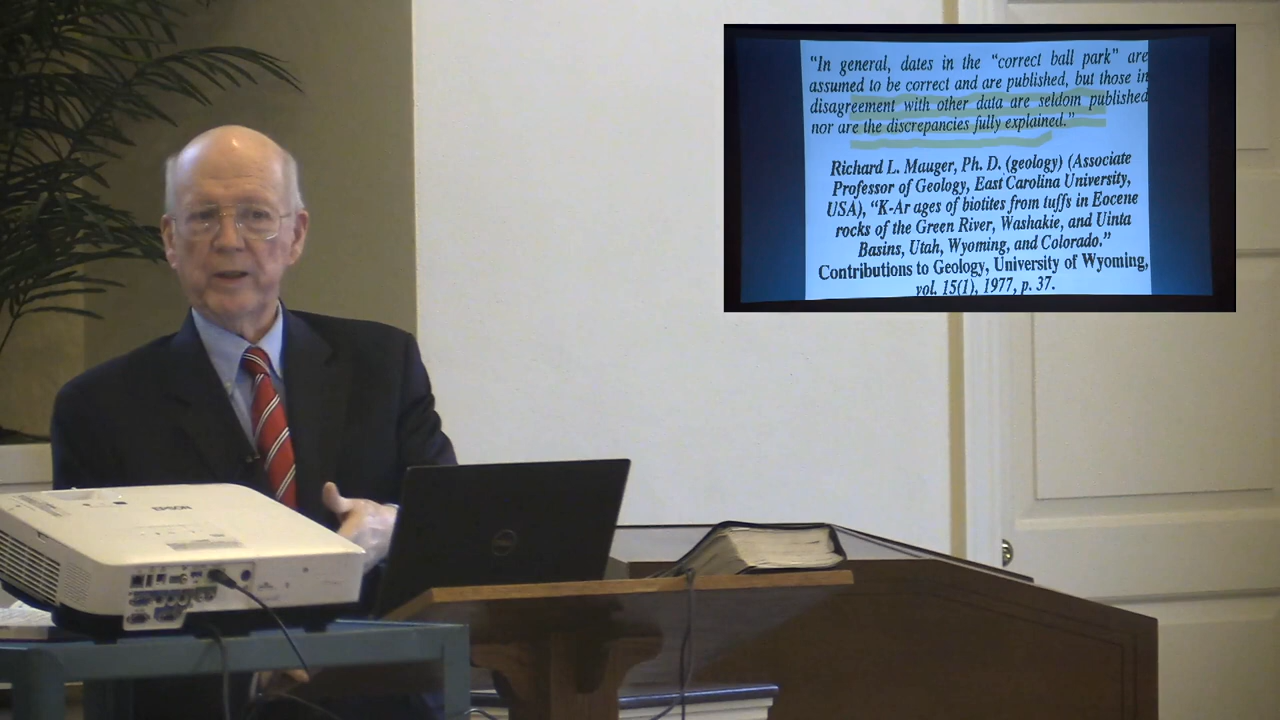 "In general, dates in the "correct ball park" are
assumed to be correct and are published, but those in
disagreement with other data are seldom published
nor are the discrepancies fully explained."
Richard L. Mauger, Ph. D. (geology) (Associate
Professor of Geology, East Carolina University,
USA), "K-Ar ages of biotites from tuffs in Eocene
rocks of the Green River, Washakie, and Uinta
Basins, Utah, Wyoming, and Colorado."
Contributions to Geology, University of Wyoming,
vol. 15(1), 1977, p. 37.
EPSON
DELL